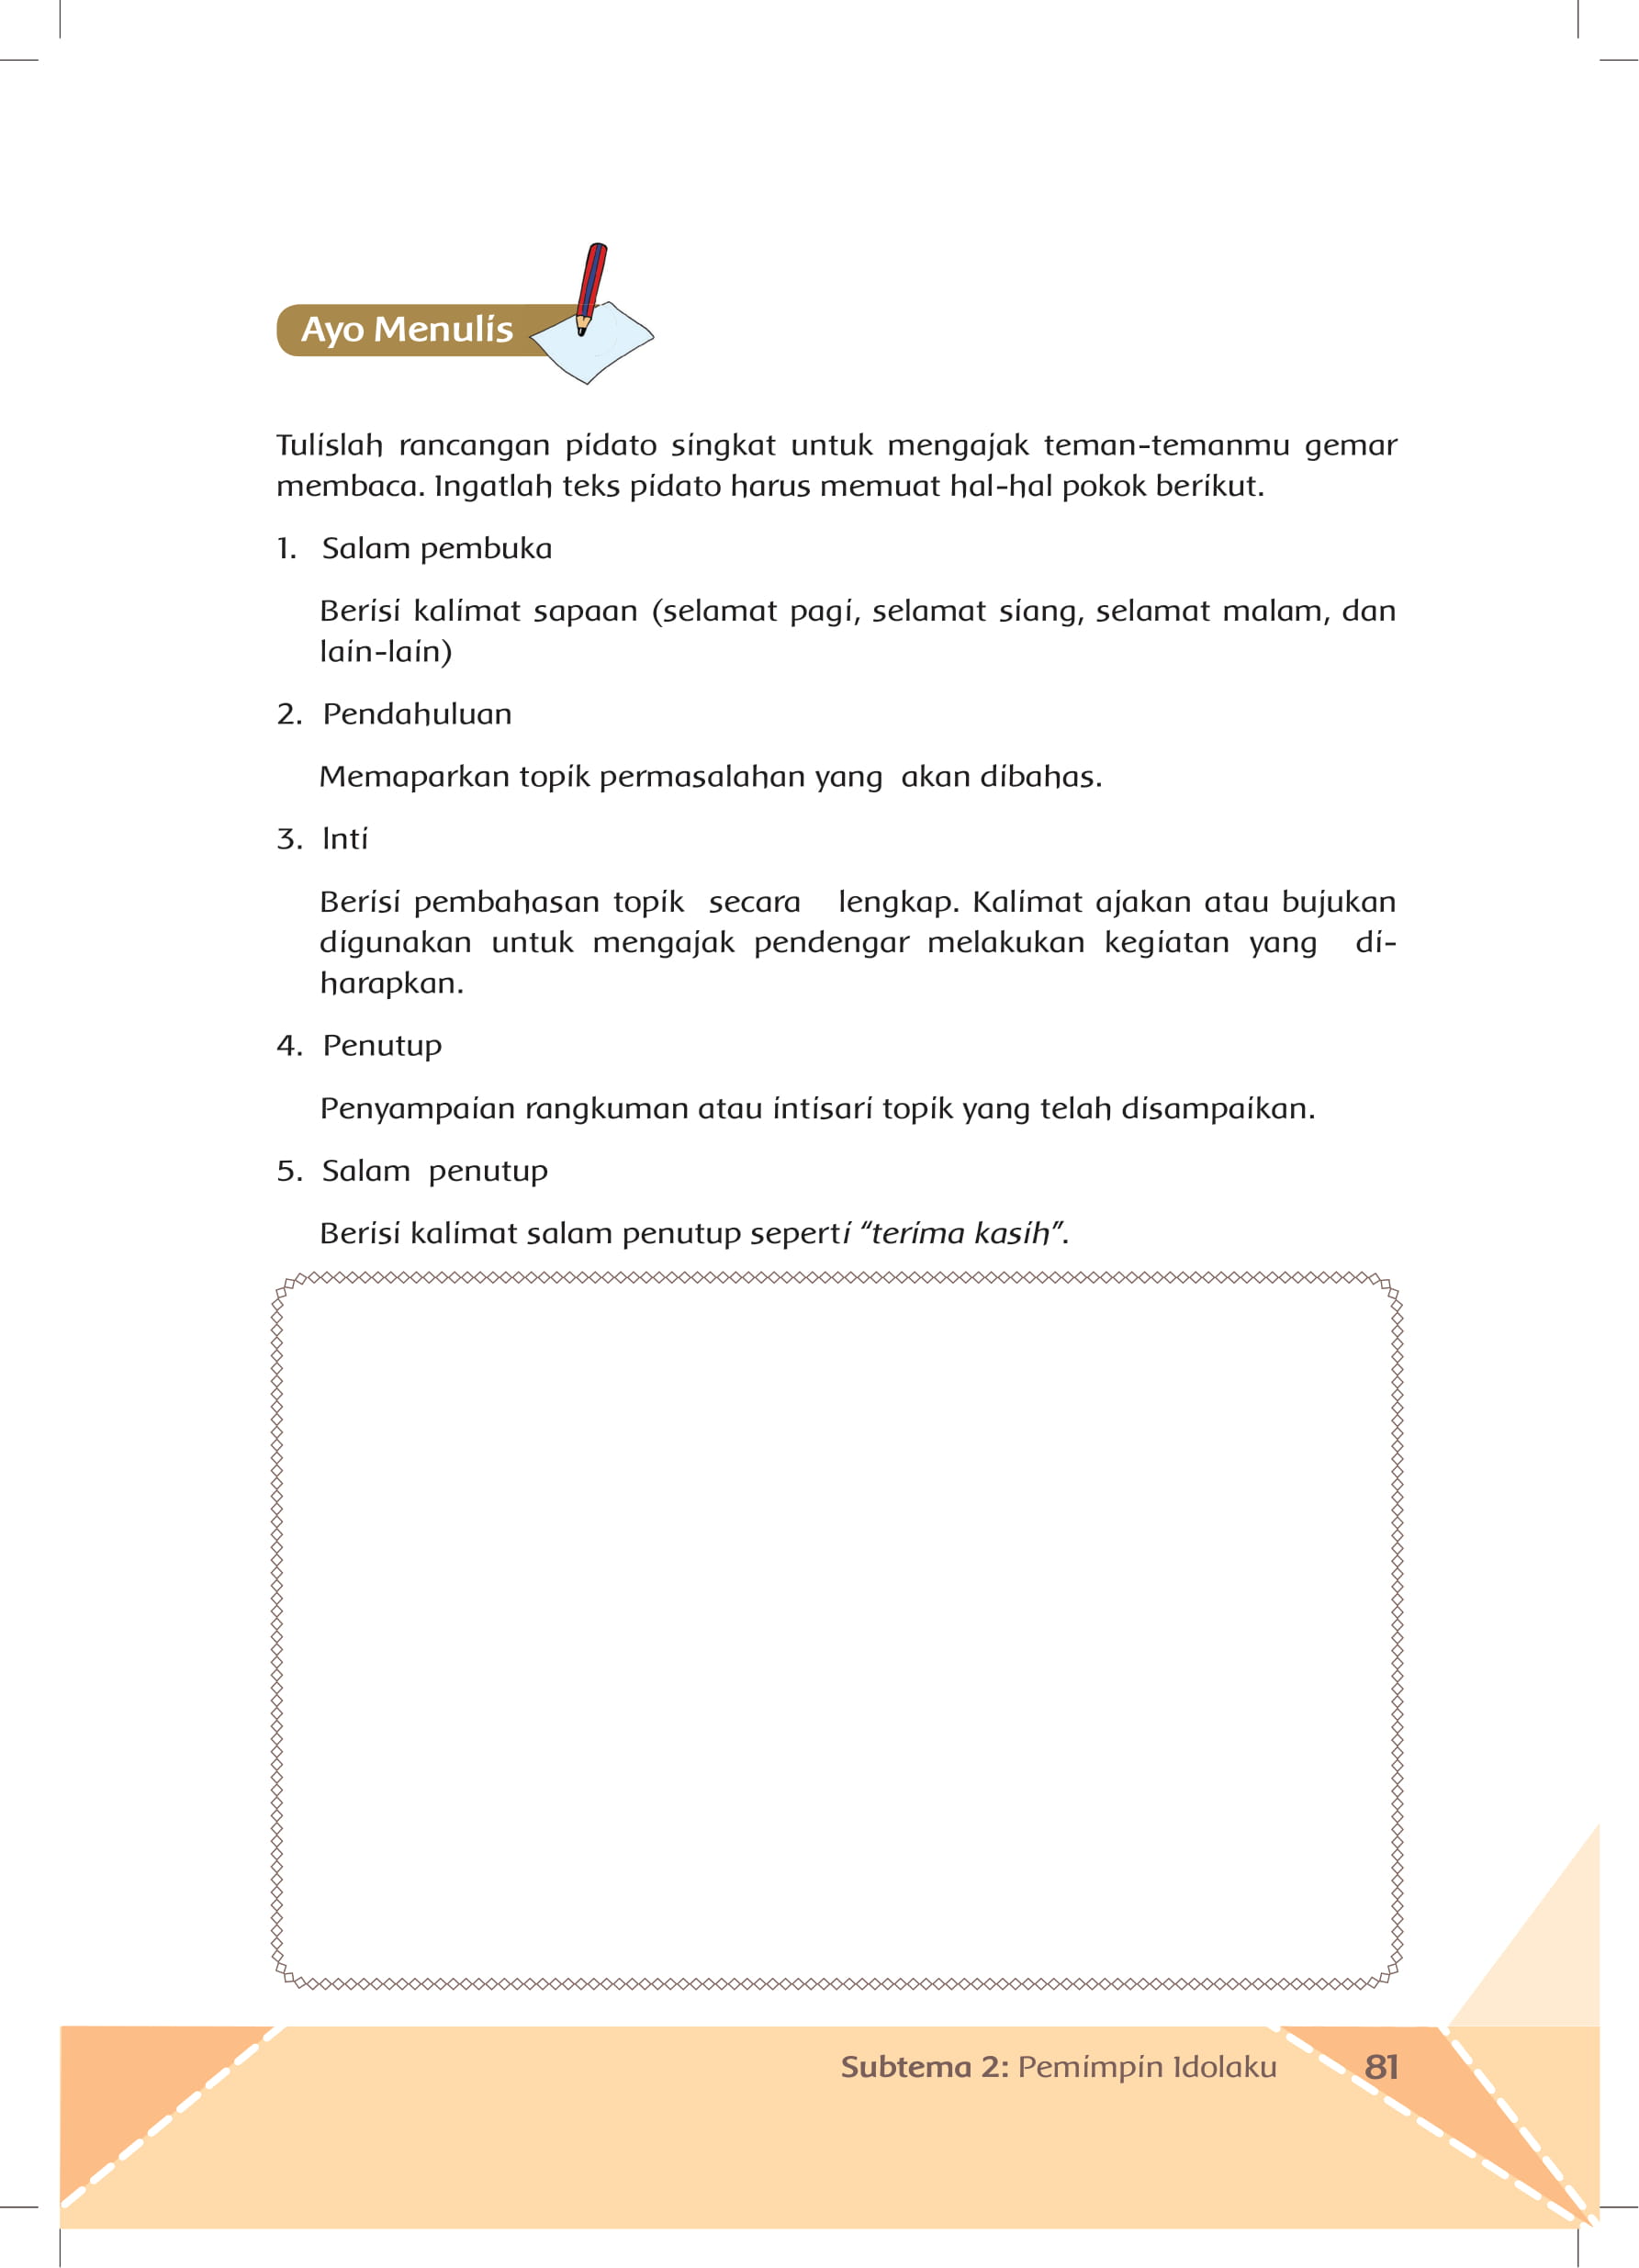 Ayo Menulis
Tulislah rancangan pidato singkat untuk mengajak teman-temanmu gemar
membaca. Ingatlah teks pidato harus memuat hal-hal pokok berikut.
1. Salam pembuka
Berisi kalimat sapaan (selamat pagi, selamat siang, selamat malam, dan
lain-lain)
2. Pendahuluan
Memaparkan topik permasalahan yang akan dibahas.
3. Inti
Berisi pembahasan topik secara lengkap. Kalimat ajakan atau bujukan
digunakan untuk mengajak pendengar melakukan kegiatan yang di-
harapkan.
4. Penutup
Penyampaian rangkuman atau intisari topik yang telah disampaikan.
5. Salam penutup
Berisi kalimat salam penutup seperti “terima kasih”.
Subtema 2: Pemimpin Idolaku 81